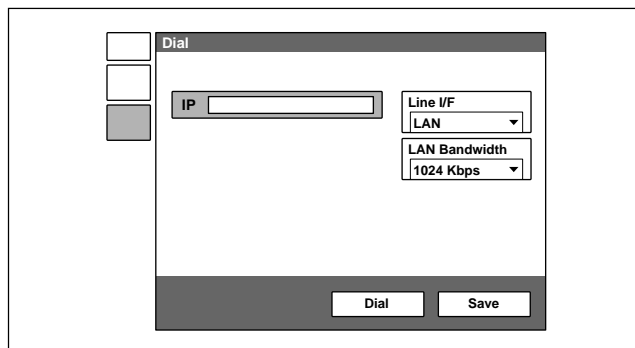 Dial
IP
Line I/F
LAN
LAN Bandwidth
1024 Kbps
Dial
Save